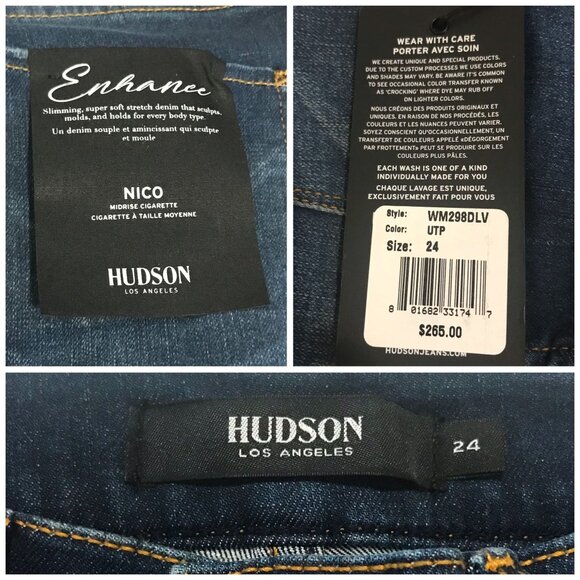 Enhance
Slimming, super soft stretch denim that sculpts,
molds, and holds for every body type.
Un denim souple et amincissant qui sculpte
et moule
NICO
MIDRISE CIGARETTE
CIGARETTE À TAILLE MOYENNE
HUDSON
LOS ANGELES
WEAR WITH CARE
PORTER AVEC SOIN
WE CREATE UNIQUE AND SPECIAL PRODUCTS.
DUE TO THE CUSTOM PROCESSES WE USE COLORS
AND SHADES MAY VARY. BE AWARE IT'S COMMON
TO SEE OCCASIONAL COLOR TRANSFER KNOWN
AS 'CROCKING' WHERE DYE MAY RUB OFF
ON LIGHTER COLORS.
NOUS CRÉONS DES PRODUITS ORIGINAUX ET
UNIQUES. EN RAISON DE NOS PROCÉDÉS, LES
COULEURS ET LES NUANCES PEUVENT VARIER.
SOYEZ CONSCIENT QU'OCCASIONNELLEMENT, UN
TRANSFERT DE COULEUR APPELÉ «DÉGORGEMENT
PAR FROTTEMENT» PEUT SE PRODUIRE SUR LES
COULEURS PLUS PÂLES.
EACH WASH IS ONE OF A KIND
INDIVIDUALLY MADE FOR YOU
CHAQUE LAVAGE EST UNIQUE,
EXCLUSIVEMENT FAIT POUR VOUS
Style: WM298DLV
Color: UTP
Size: 24
8 01682 33174 7
$265.00
HUDSONJEANS.COM
HUDSON
LOS ANGELES
24